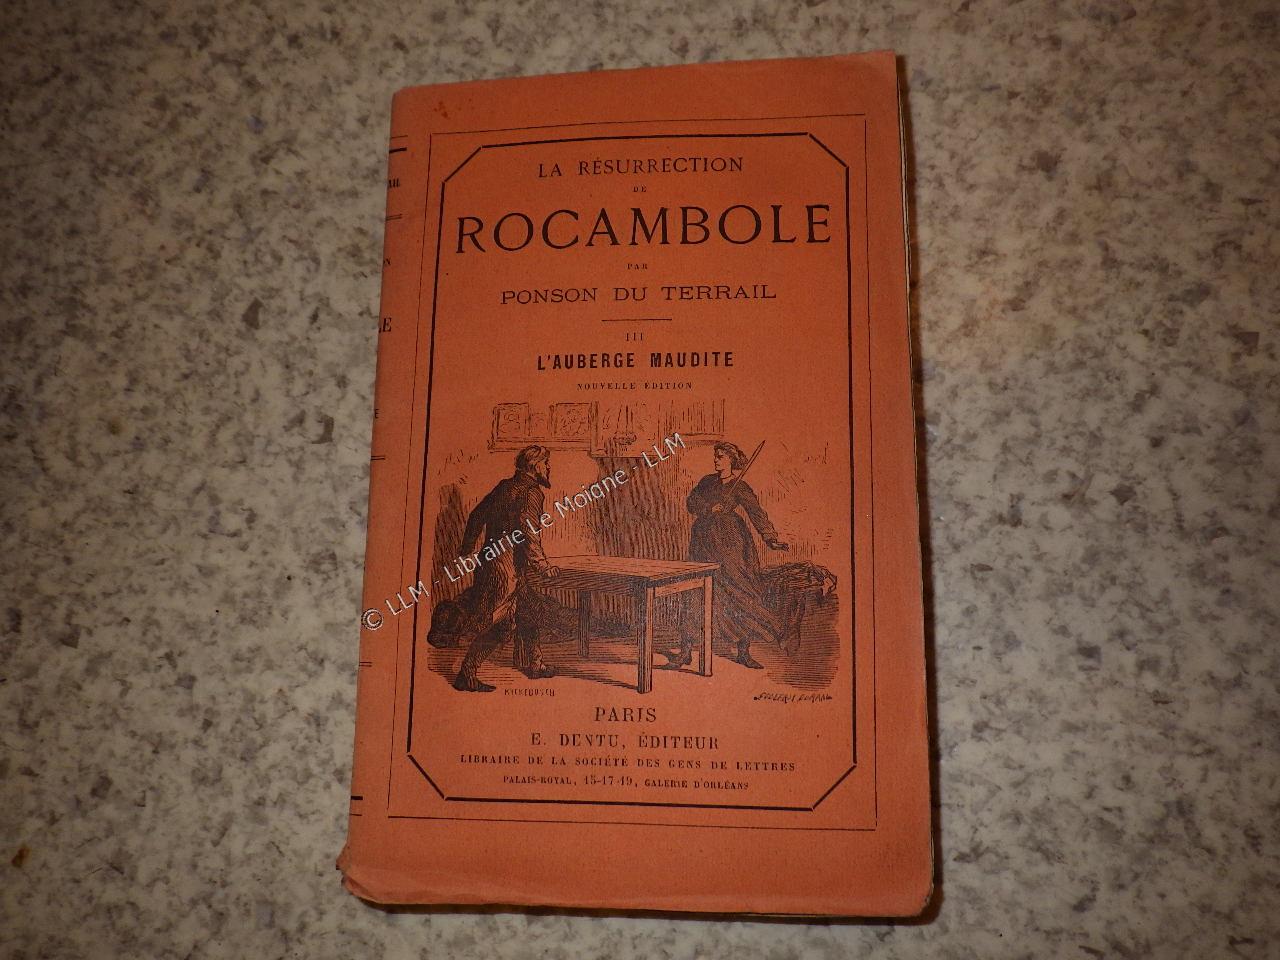 LA RÉSURRECTION
DE
ROCAMBOLE
PAR
PONSON DU TERRAIL
III
L'AUBERGE MAUDITE
NOUVELLE ÉDITION
© LLM - Librairie Le Moigne - LLM
PARIS
E. DENTU, ÉDITEUR
LIBRAIRE DE LA SOCIÉTÉ DES GENS DE LETTRES
PALAIS-ROYAL, 15-17-19, GALERIE D'ORLÉANS